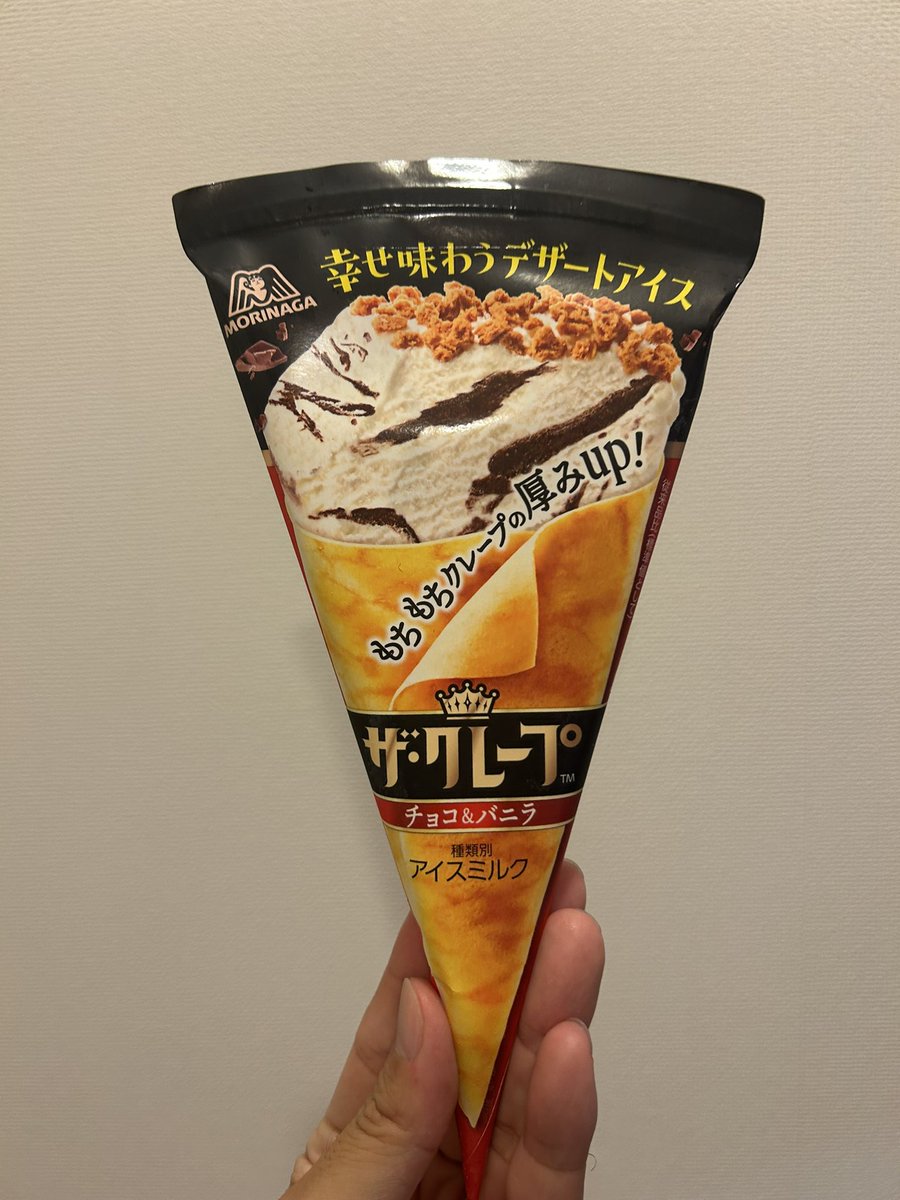 幸せ味わうデザートアイス
MORINAGA
もちもちクレープの厚みup!
ザ・クレープ™
チョコ&バニラ
種類別
アイスミルク